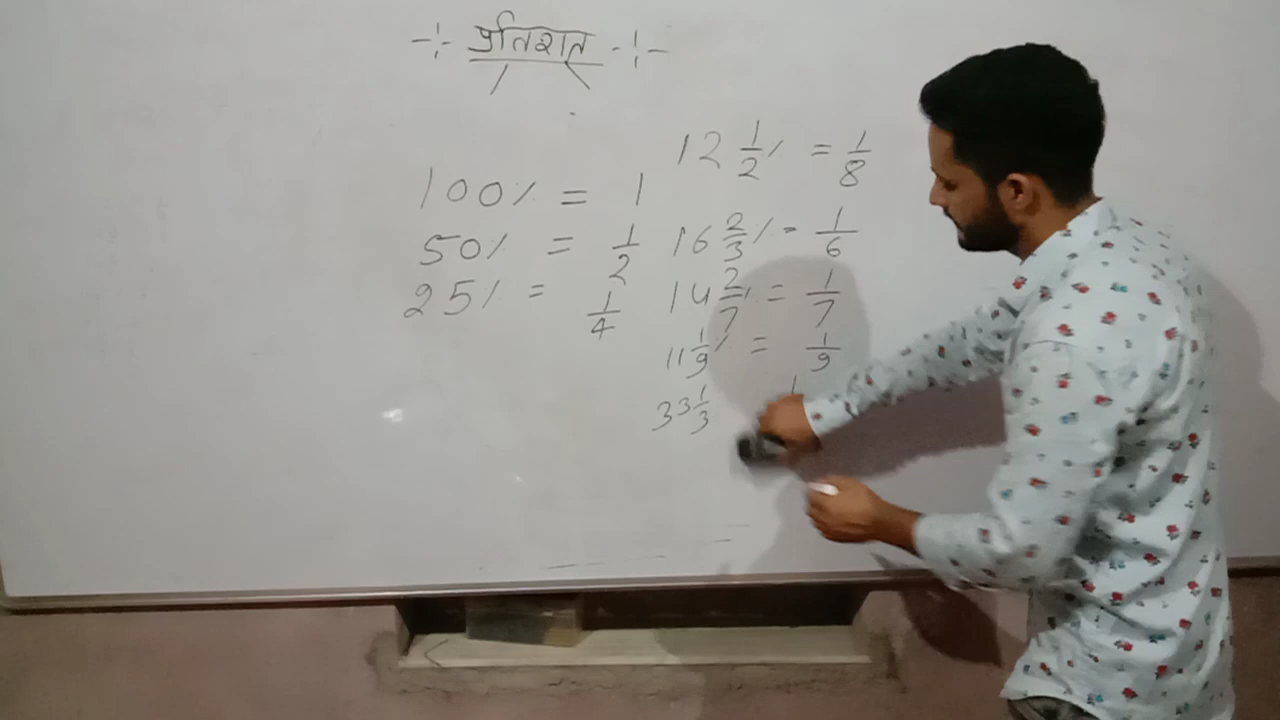 -:- प्रतिशत -:-
100% = 1
50% = 1/2
25% = 1/4
12 1/2% = 1/8
16 2/3% = 1/6
14 2/7% = 1/7
11 1/9% = 1/9
33 1/3 1